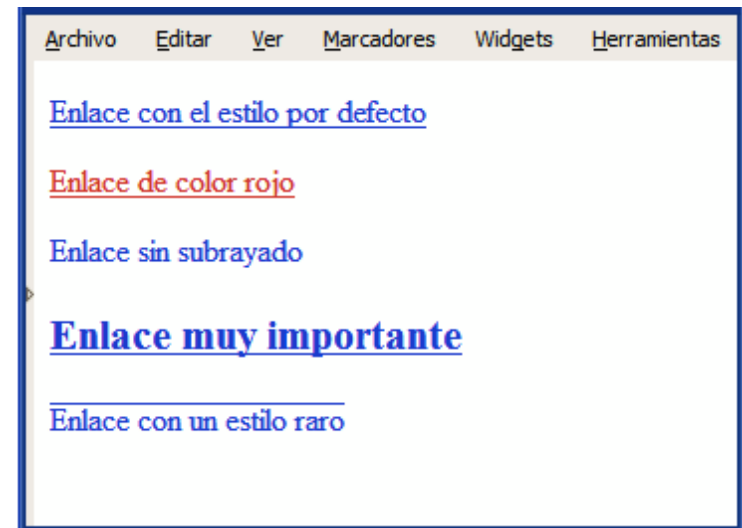 Archivo Editar Ver Marcadores Widgets Herramientas
Enlace con el estilo por defecto
Enlace de color rojo
Enlace sin subrayado
Enlace muy importante
Enlace con un estilo raro